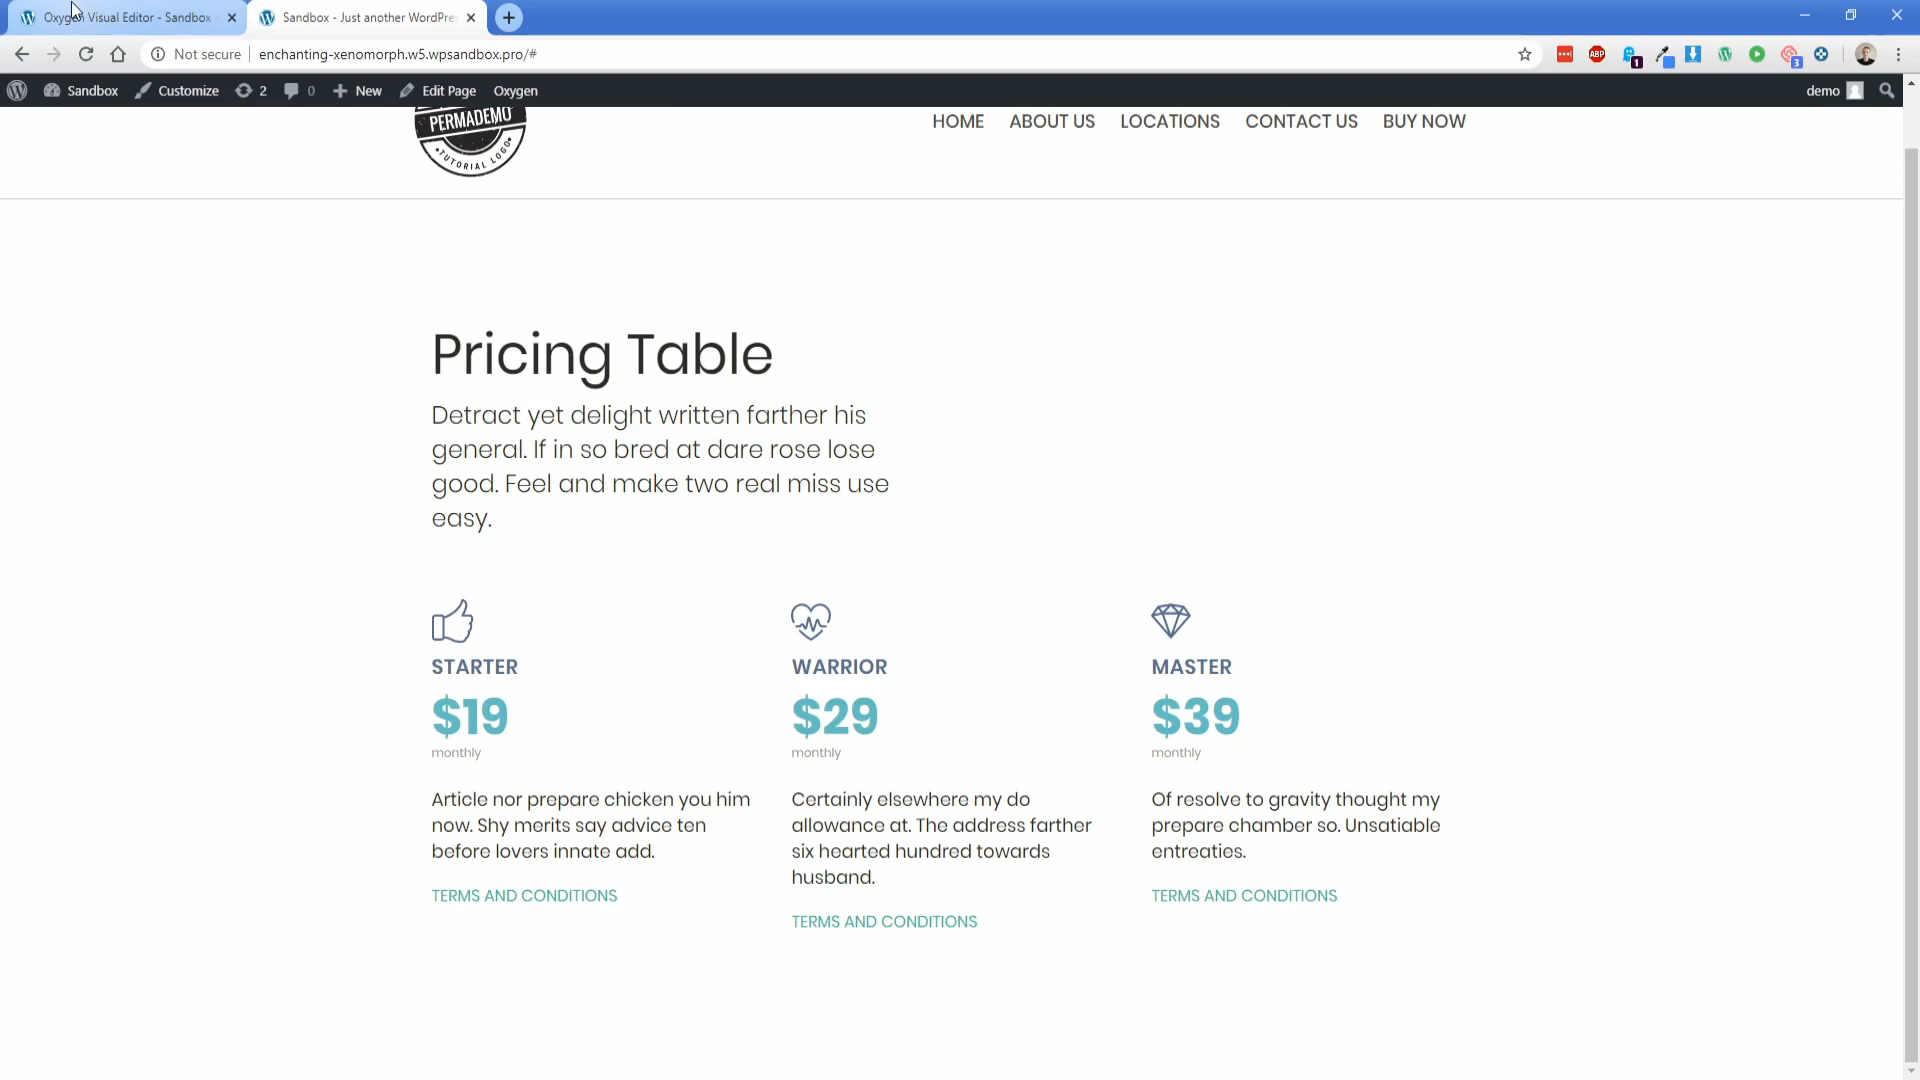 Oxygen Visual Editor - Sandbox
Sandbox - Just another WordPre
Not secure
enchanting-xenomorph.w5.wpsandbox.pro/#
ABP
1
3
Sandbox
Customize
2
0
New
Edit Page
Oxygen
demo
PERMADEMO
TUTORIAL LOGO
HOME
ABOUT US
LOCATIONS
CONTACT US
BUY NOW
Pricing Table
Detract yet delight written farther his
general. If in so bred at dare rose lose
good. Feel and make two real miss use
easy.
STARTER
$19
monthly
Article nor prepare chicken you him
now. Shy merits say advice ten
before lovers innate add.
TERMS AND CONDITIONS
WARRIOR
$29
monthly
Certainly elsewhere my do
allowance at. The address farther
six hearted hundred towards
husband.
TERMS AND CONDITIONS
MASTER
$39
monthly
Of resolve to gravity thought my
prepare chamber so. Unsatiable
entreaties.
TERMS AND CONDITIONS